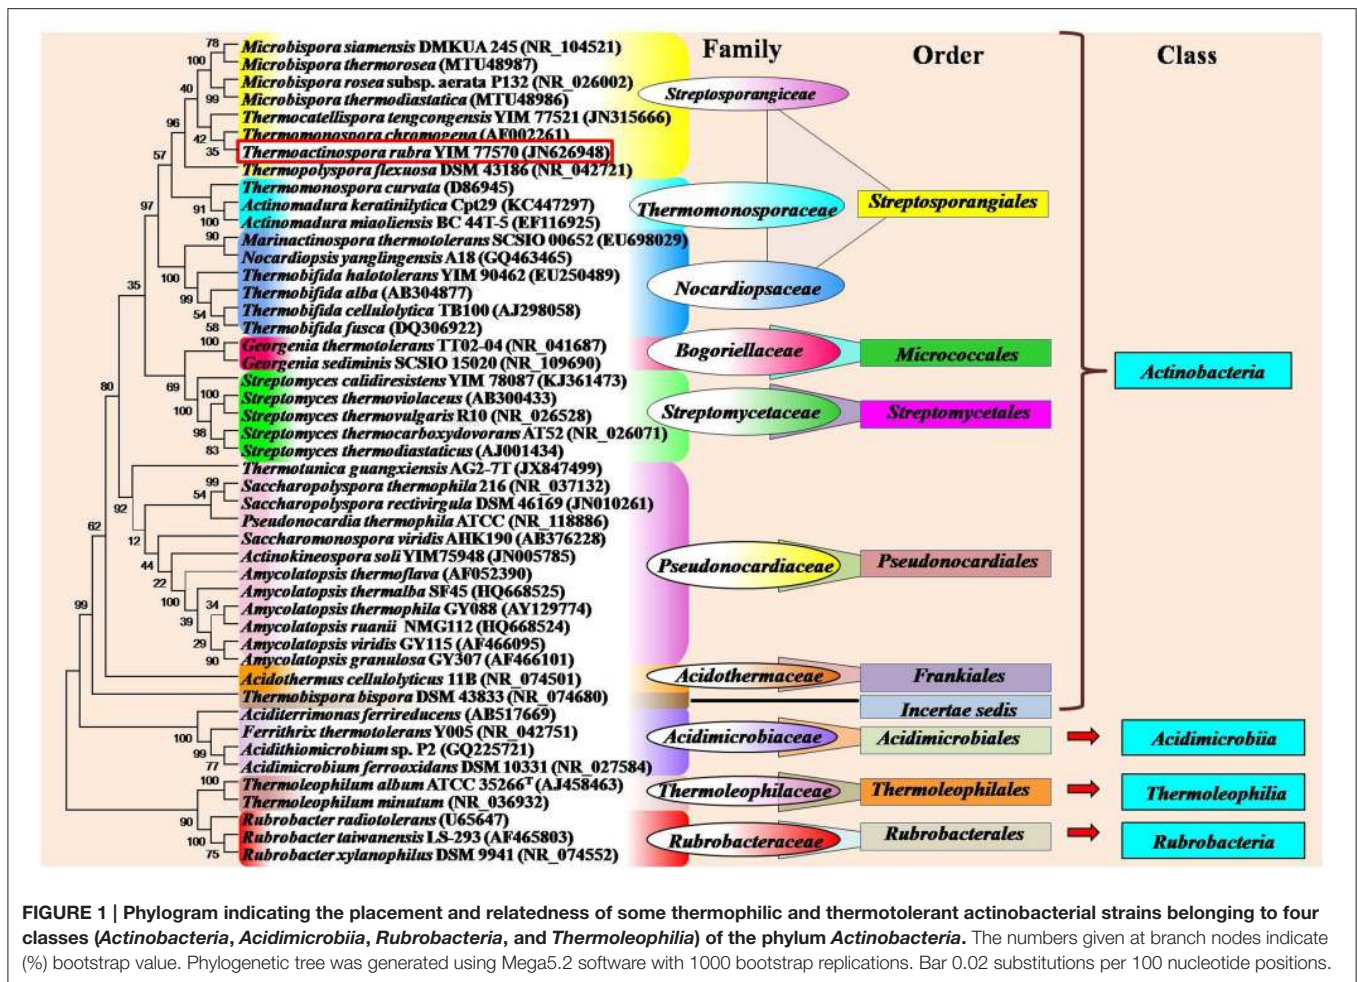 Family
Order
Class
78
Microbispora siamensis DMKUA 245 (NR_104521)
100
Microbispora thermorosea (MTU48987)
Microbispora rosea subsp. aerata P132 (NR_026002)
40
99
Microbispora thermodiastatica (MTU48986)
Thermocatellispora tengcongensis YIM 77521 (JN315666)
96
42
Thermomonospora chromogena (AF002261)
35
Thermoactinospora rubra YIM 77570 (JN626948)
57
Thermopolyspora flexuosa DSM 43186 (NR_042721)
Thermomonospora curvata (D86945)
97
91
Actinomadura keratinilytica Cpt29 (KC447297)
100
Actinomadura miaoliensis BC 44T-5 (EF116925)
90
Marinactinospora thermotolerans SCSIO 00652 (EU698029)
Nocardiopsis yanglingensis A18 (GQ463465)
100
Thermobifida halotolerans YIM 90462 (EU250489)
35
99
Thermobifida alba (AB304877)
54
Thermobifida cellulolytica TB100 (AJ298058)
58
Thermobifida fusca (DQ306922)
100
Georgenia thermotolerans TT02-04 (NR_041687)
Georgenia sediminis SCSIO 15020 (NR_109690)
80
69
Streptomyces calidiresistens YIM 78087 (KJ361473)
100
Streptomyces thermoviolaceus (AB300433)
100
Streptomyces thermovulgaris R10 (NR_026528)
98
Streptomyces thermocarboxydovorans AT52 (NR_026071)
83
Streptomyces thermodiastaticus (AJ001434)
Thermotunica guangxiensis AG2-7T (JX847499)
99
Saccharopolyspora thermophila 216 (NR_037132)
54
Saccharopolyspora rectivirgula DSM 46169 (JN010261)
92
Pseudonocardia thermophila ATCC (NR_118886)
62
12
Saccharomonospora viridis AHK190 (AB376228)
Actinokineospora soli YIM75948 (JN005785)
44
Amycolatopsis thermoflava (AF052390)
22
Amycolatopsis thermalba SF45 (HQ668525)
100
34
Amycolatopsis thermophila GY088 (AY129774)
99
39
Amycolatopsis ruanii NMG112 (HQ668524)
29
Amycolatopsis viridis GY115 (AF466095)
90
Amycolatopsis granulosa GY307 (AF466101)
Acidothermus cellulolyticus 11B (NR_074501)
Thermobispora bispora DSM 43833 (NR_074680)
Aciditerrimonas ferrireducens (AB517669)
100
Ferrithrix thermotolerans Y005 (NR_042751)
99
Acidithiomicrobium sp. P2 (GQ225721)
77
Acidimicrobium ferrooxidans DSM 10331 (NR_027584)
100
Thermoleophilum album ATCC 35266ᵀ (AJ458463)
Thermoleophilum minutum (NR_036932)
90
Rubrobacter radiotolerans (U65647)
100
Rubrobacter taiwanensis LS-293 (AF465803)
75
Rubrobacter xylanophilus DSM 9941 (NR_074552)
Streptosporangiceae
Thermomonosporaceae
Nocardiopsaceae
Bogoriellaceae
Streptomycetaceae
Pseudonocardiaceae
Acidothermaceae
Acidimicrobiaceae
Thermoleophilaceae
Rubrobacteraceae
Streptosporangiales
Micrococcales
Streptomycetales
Pseudonocardiales
Frankiales
Incertae sedis
Acidimicrobiales
Thermoleophilales
Rubrobacterales
Actinobacteria
Acidimicrobiia
Thermoleophilia
Rubrobacteria
FIGURE 1 | Phylogram indicating the placement and relatedness of some thermophilic and thermotolerant actinobacterial strains belonging to four
classes (Actinobacteria, Acidimicrobiia, Rubrobacteria, and Thermoleophilia) of the phylum Actinobacteria. The numbers given at branch nodes indicate
(%) bootstrap value. Phylogenetic tree was generated using Mega5.2 software with 1000 bootstrap replications. Bar 0.02 substitutions per 100 nucleotide positions.